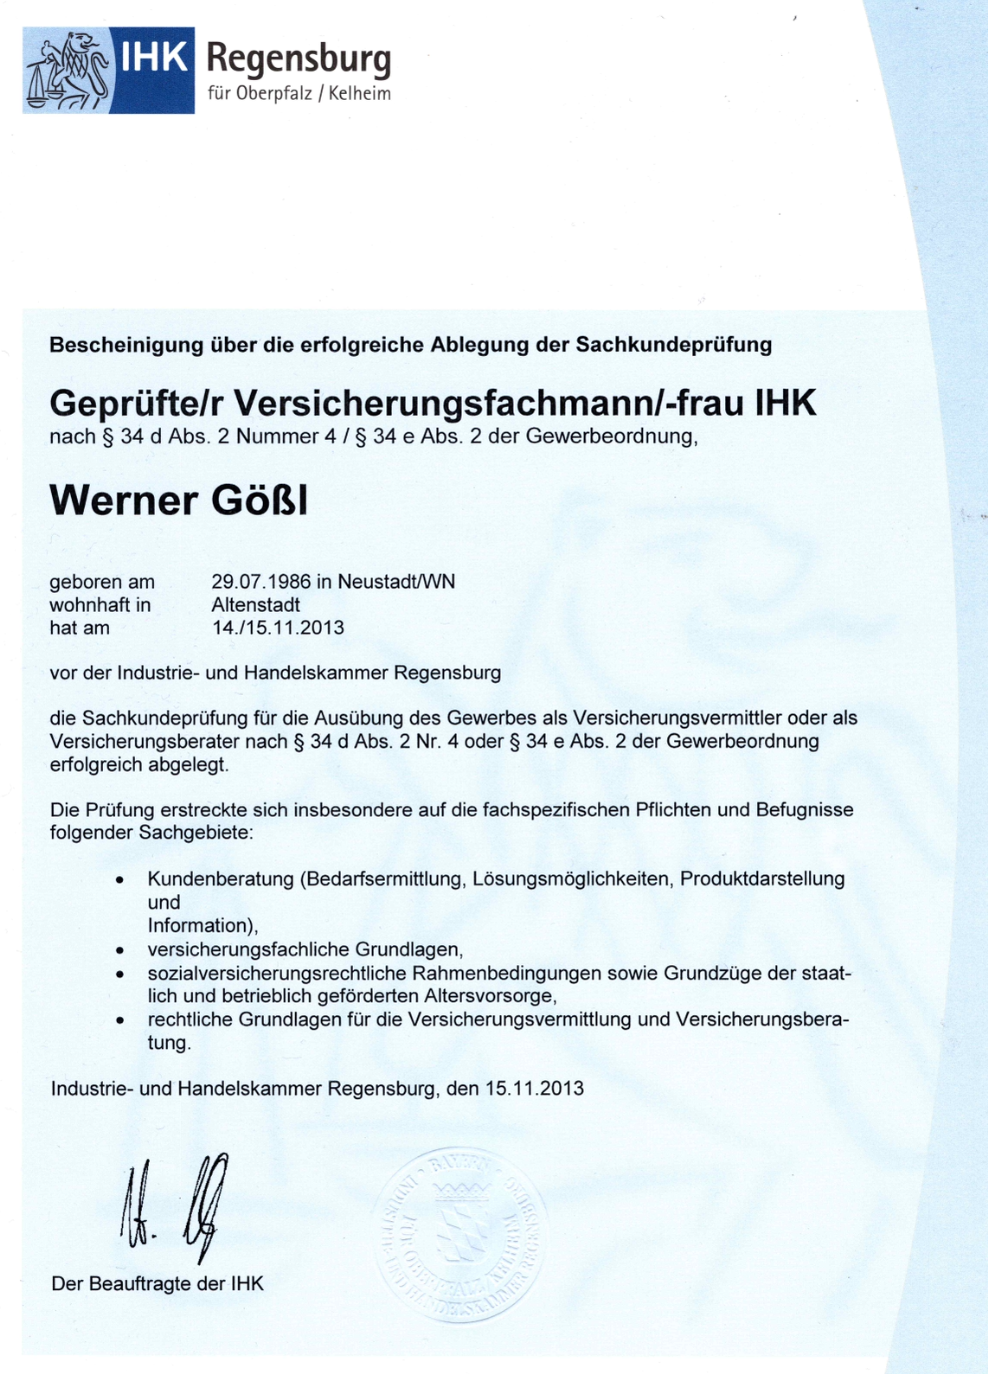 IHK Regensburg
für Oberpfalz / Kelheim
Bescheinigung über die erfolgreiche Ablegung der Sachkundeprüfung
Geprüfte/r Versicherungsfachmann/-frau IHK
nach § 34 d Abs. 2 Nummer 4 / § 34 e Abs. 2 der Gewerbeordnung,
Werner Gößl
geboren am 29.07.1986 in Neustadt/WN
wohnhaft in Altenstadt
hat am 14./15.11.2013
vor der Industrie- und Handelskammer Regensburg
die Sachkundeprüfung für die Ausübung des Gewerbes als Versicherungsvermittler oder als
Versicherungsberater nach § 34 d Abs. 2 Nr. 4 oder § 34 e Abs. 2 der Gewerbeordnung
erfolgreich abgelegt.
Die Prüfung erstreckte sich insbesondere auf die fachspezifischen Pflichten und Befugnisse
folgender Sachgebiete:
• Kundenberatung (Bedarfsermittlung, Lösungsmöglichkeiten, Produktdarstellung
und
Information),
• versicherungsfachliche Grundlagen,
• sozialversicherungsrechtliche Rahmenbedingungen sowie Grundzüge der staat-
lich und betrieblich geförderten Altersvorsorge,
• rechtliche Grundlagen für die Versicherungsvermittlung und Versicherungsbera-
tung.
Industrie- und Handelskammer Regensburg, den 15.11.2013
BAYERN
INDUSTRIE- UND HANDELSKAMMER REGENSBURG
FÜR OBERPFALZ / KELHEIM
Der Beauftragte der IHK